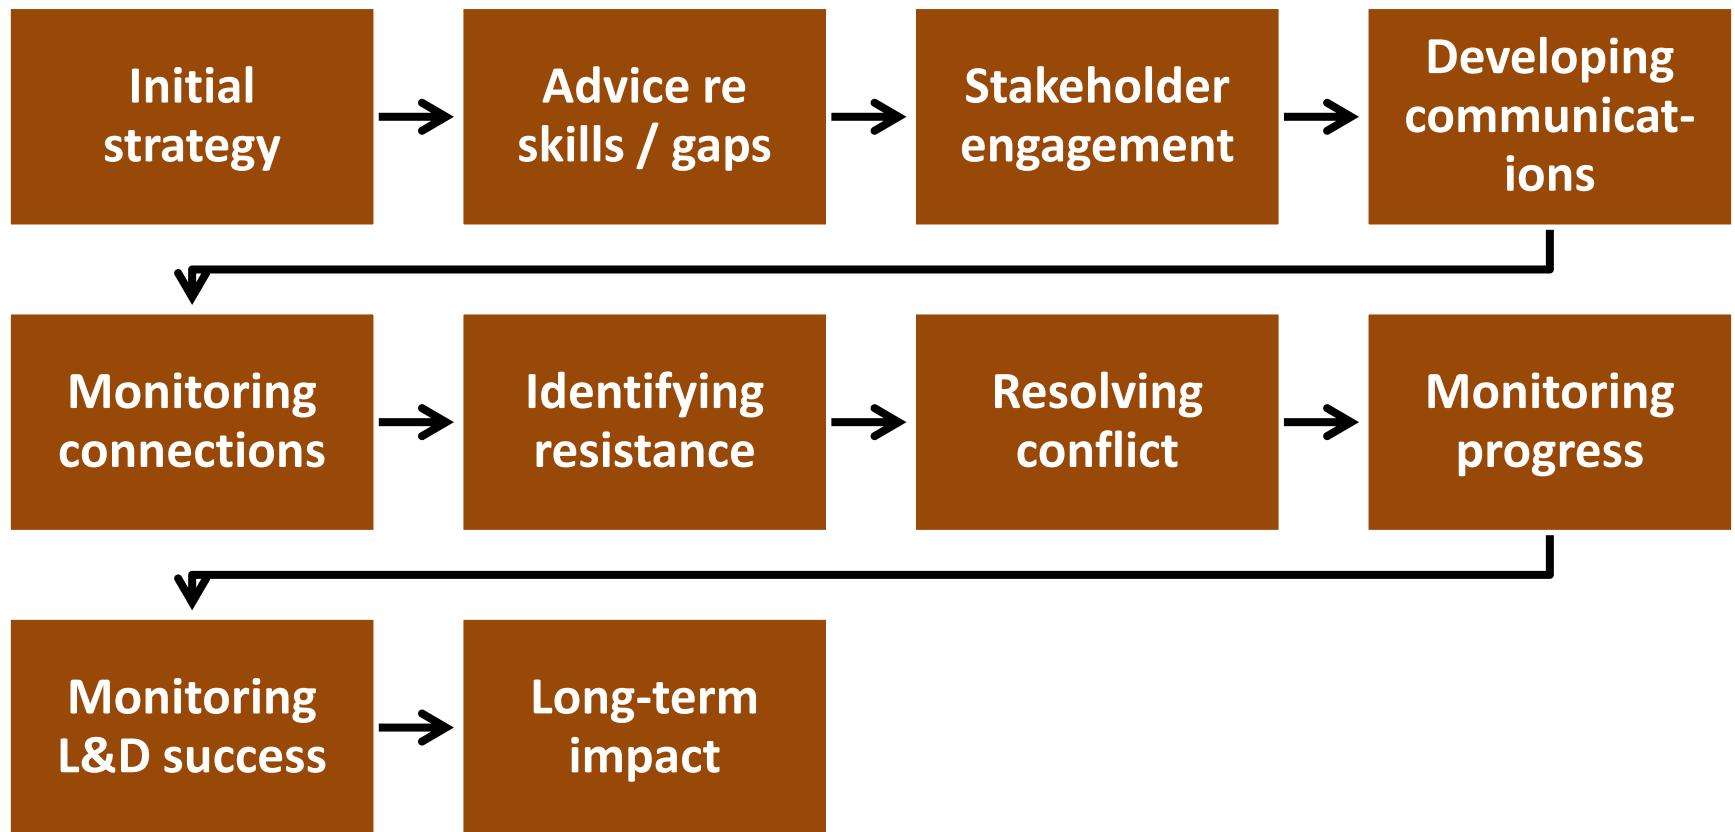 Initial
strategy
Advice re
skills / gaps
Stakeholder
engagement
Developing
communicat-
ions
Monitoring
connections
Identifying
resistance
Resolving
conflict
Monitoring
progress
Monitoring
L&D success
Long-term
impact